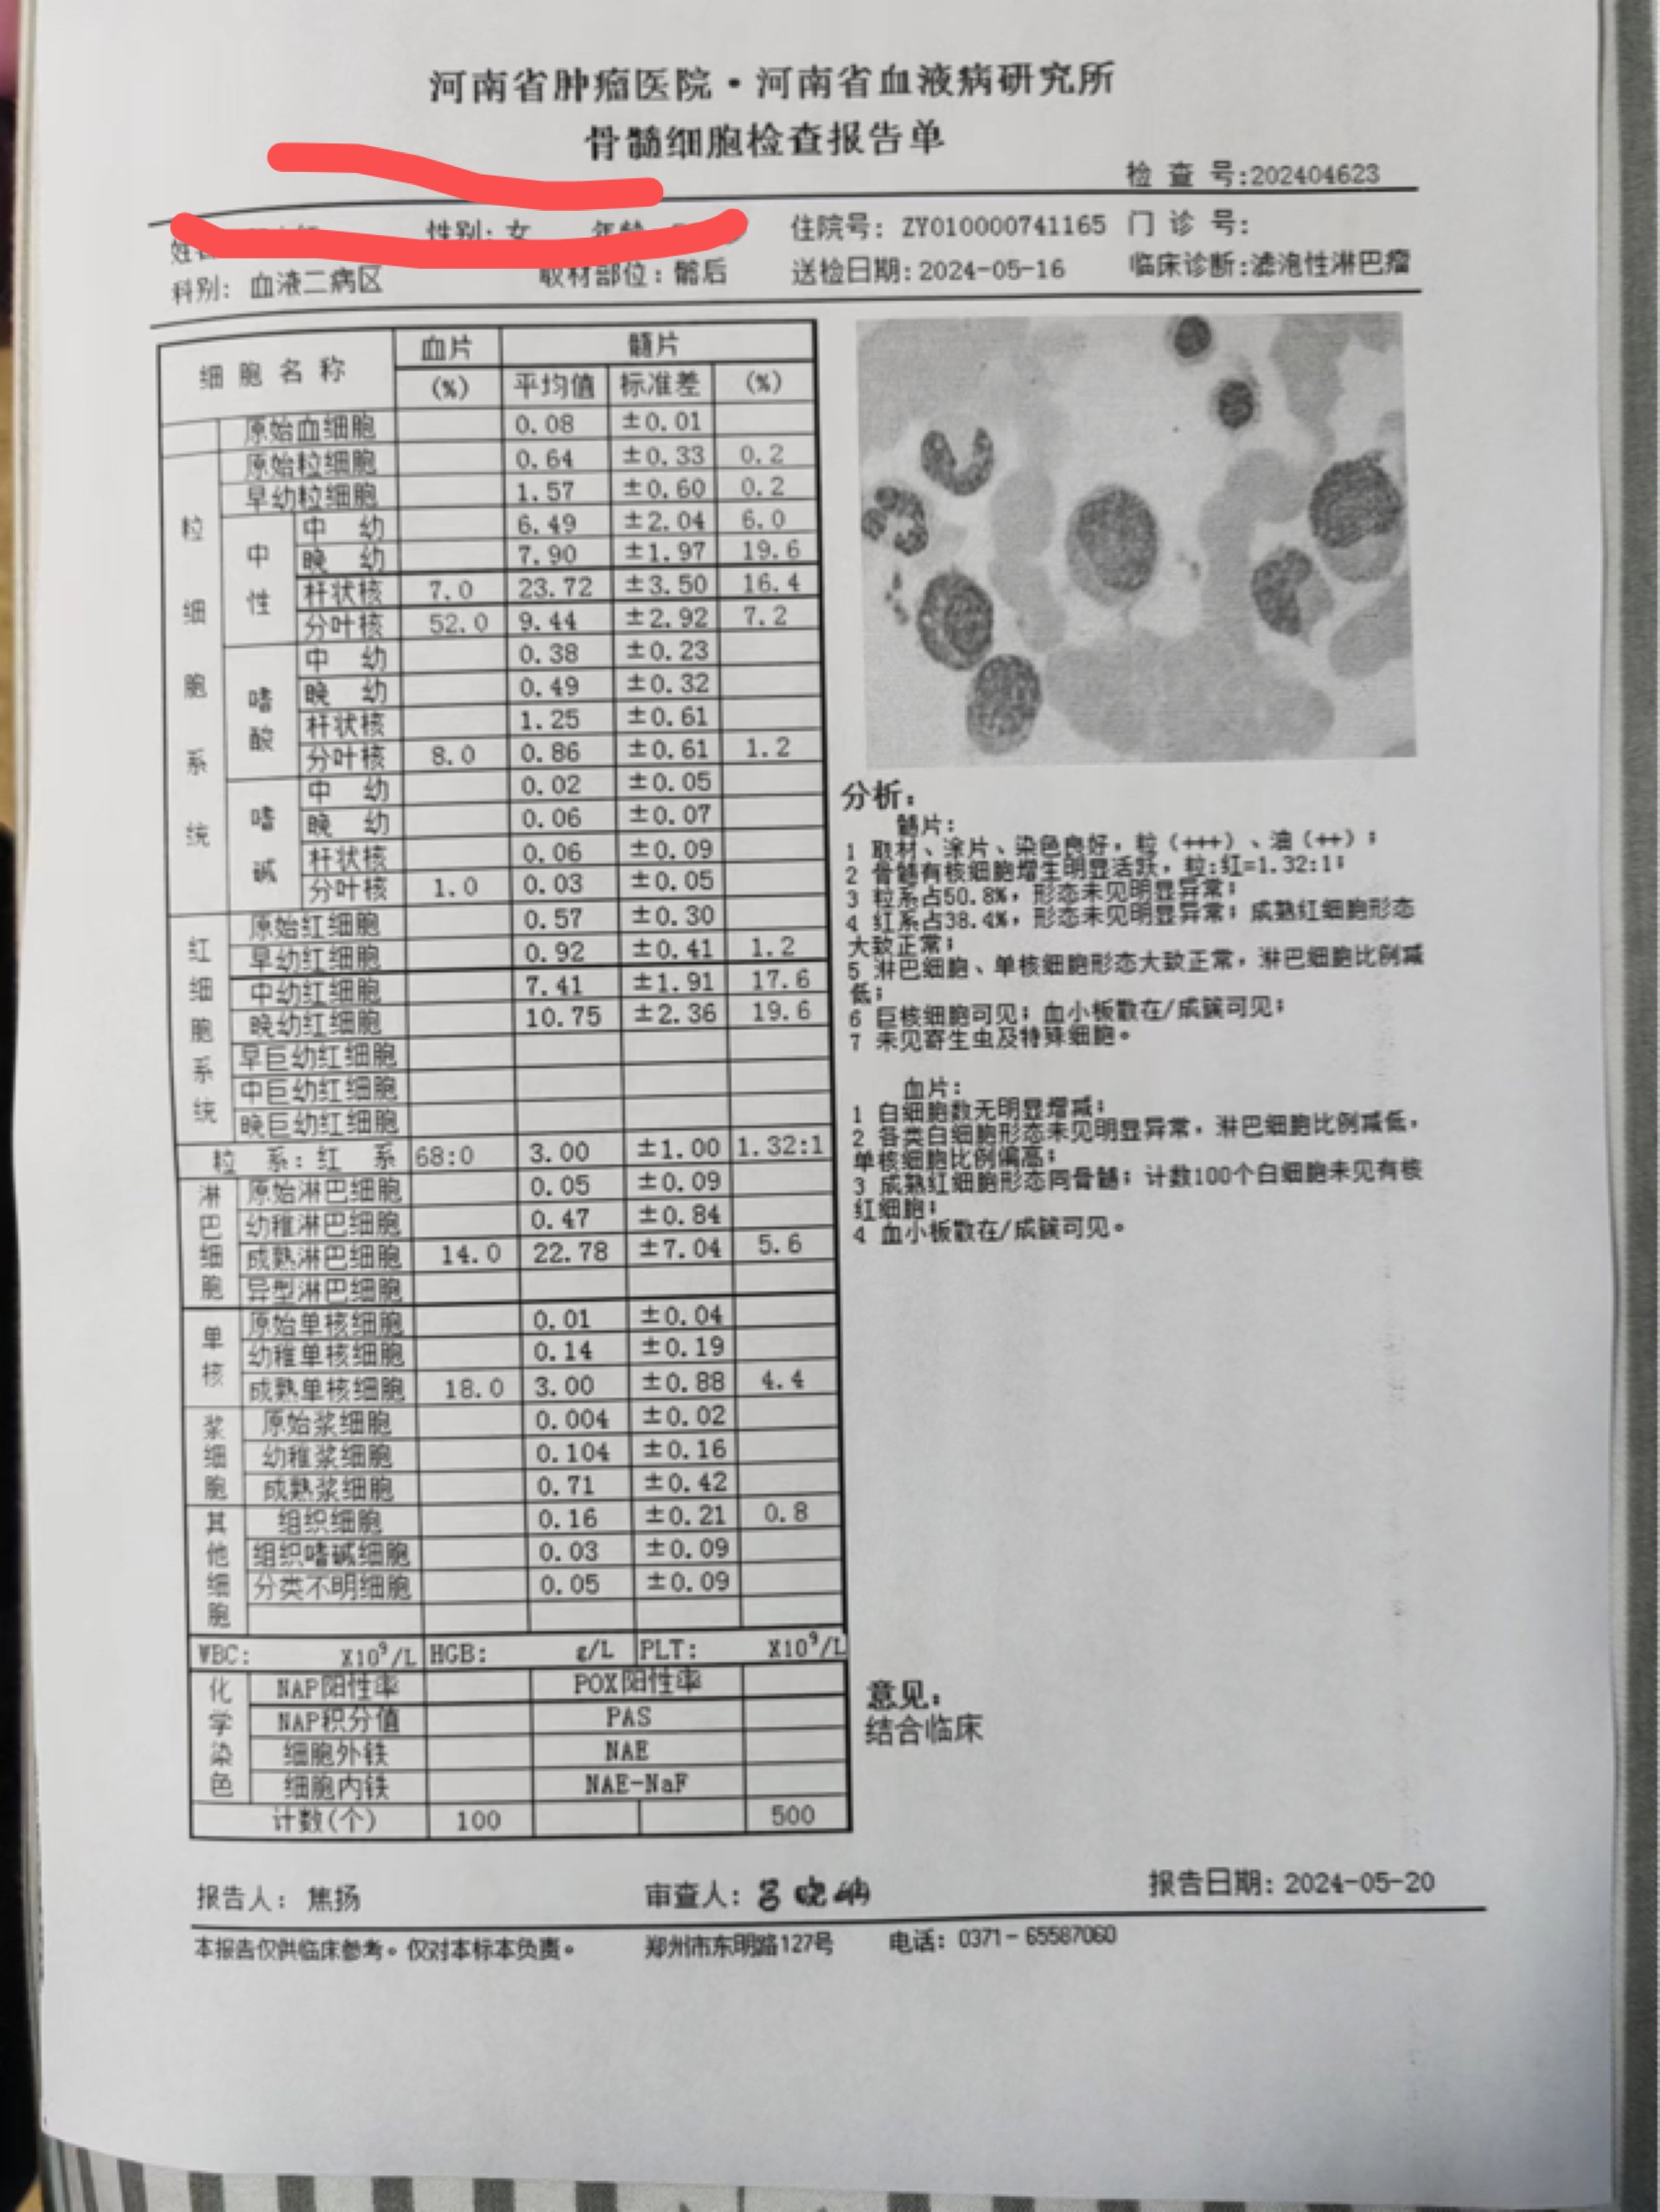 河南省肿瘤医院·河南省血液病研究所
骨髓细胞检查报告单
检 查 号:202404623
性别: 女 住院号: ZY010000741165 门 诊 号:
科别: 血液二病区 取材部位: 髂后 送检日期:2024-05-16 临床诊断:滤泡性淋巴瘤
细 胞 名 称 血片 髓片
(%) 平均值 标准差 (%)
原始血细胞 0.08 ±0.01
粒细胞系统
原始粒细胞 0.64 ±0.33 0.2
早幼粒细胞 1.57 ±0.60 0.2
中性
中 幼 6.49 ±2.04 6.0
晚 幼 7.90 ±1.97 19.6
杆状核 7.0 23.72 ±3.50 16.4
分叶核 52.0 9.44 ±2.92 7.2
嗜酸
中 幼 0.38 ±0.23
晚 幼 0.49 ±0.32
杆状核 1.25 ±0.61
分叶核 8.0 0.86 ±0.61 1.2
嗜碱
中 幼 0.02 ±0.05
晚 幼 0.06 ±0.07
杆状核 0.06 ±0.09
分叶核 1.0 0.03 ±0.05
红细胞系统
原始红细胞 0.57 ±0.30
早幼红细胞 0.92 ±0.41 1.2
中幼红细胞 7.41 ±1.91 17.6
晚幼红细胞 10.75 ±2.36 19.6
早巨幼红细胞
中巨幼红细胞
晚巨幼红细胞
粒 系:红 系 68:0 3.00 ±1.00 1.32:1
淋巴细胞
原始淋巴细胞 0.05 ±0.09
幼稚淋巴细胞 0.47 ±0.84
成熟淋巴细胞 14.0 22.78 ±7.04 5.6
异型淋巴细胞
单核
原始单核细胞 0.01 ±0.04
幼稚单核细胞 0.14 ±0.19
成熟单核细胞 18.0 3.00 ±0.88 4.4
浆细胞
原始浆细胞 0.004 ±0.02
幼稚浆细胞 0.104 ±0.16
成熟浆细胞 0.71 ±0.42
其他细胞
组织细胞 0.16 ±0.21 0.8
组织嗜碱细胞 0.03 ±0.09
分类不明细胞 0.05 ±0.09
WBC: X10⁹/L HGB: g/L PLT: X10⁹/L
化学染色
NAP阳性率 POX阳性率
NAP积分值 PAS
细胞外铁 NAE
细胞内铁 NAE-NaF
计数(个) 100 500
分析:
髓片:
1 取材、涂片、染色良好, 粒(+++)、油(++);
2 骨髓有核细胞增生明显活跃, 粒:红=1.32:1;
3 粒系占50.8%, 形态未见明显异常;
4 红系占38.4%, 形态未见明显异常; 成熟红细胞形态
大致正常;
5 淋巴细胞、单核细胞形态大致正常, 淋巴细胞比例减
低;
6 巨核细胞可见; 血小板散在/成簇可见;
7 未见寄生虫及特殊细胞。
血片:
1 白细胞数无明显增减;
2 各类白细胞形态未见明显异常, 淋巴细胞比例减低,
单核细胞比例偏高;
3 成熟红细胞形态同骨髓; 计数100个白细胞未见有核
红细胞;
4 血小板散在/成簇可见。
意见:
结合临床
报告人: 焦扬 审查人: 吕晓 报告日期: 2024-05-20
本报告仅供临床参考。仅对本标本负责。 郑州市东明路127号 电话: 0371-65587060